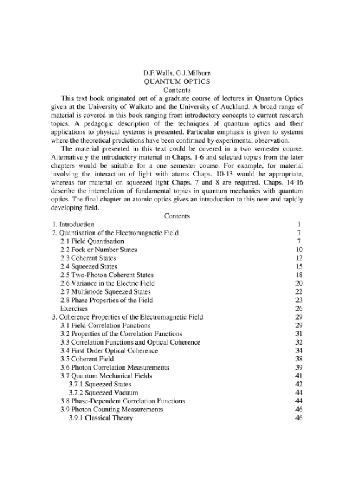 D.F.Walls, G.J.Milburn
QUANTUM OPTICS
Contents
This text book originated out of a graduate course of lectures in Quantum Optics
given at the University of Waikato and the University of Auckland. A broad range of
material is covered in this book ranging from introductory concepts to current research
topics. A pedagogic description of the techniques of quantum optics and their
applications to physical systems is presented. Particular emphasis is given to systems
where the theoretical predictions have been confirmed by experimental observation.
The material presented in this text could be covered in a two semester course.
Alternatively the introductory material in Chaps. 1-6 and selected topics from the later
chapters would be suitable for a one semester course. For example, for material
involving the interaction of light with atoms Chaps. 10-13 would be appropriate,
whereas for material on squeezed light Chaps. 7 and 8 are required. Chaps. 14-16
describe the interrelation of fundamental topics in quantum mechanics with quantum
optics. The final chapter on atomic optics gives an introduction to this new and rapidly
developing field.
Contents
1. Introduction 1
2. Quantisation of the Electromagnetic Field 7
2.1 Field Quantisation 7
2.2 Fock or Number States 10
2.3 Coherent States 12
2.4 Squeezed States 15
2.5 Two-Photon Coherent States 18
2.6 Variance in the Electric Field 20
2.7 Multimode Squeezed States 22
2.8 Phase Properties of the Field 23
Exercises 26
3. Coherence Properties of the Electromagnetic Field 29
3.1 Field Correlation Functions 29
3.2 Properties of the Correlation Functions 31
3.3 Correlation Functions and Optical Coherence 32
3.4 First Order Optical Coherence 34
3.5 Coherent Field 38
3.6 Photon Correlation Measurements 39
3.7 Quantum Mechanical Fields 41
3.7.1 Squeezed States 42
3.7.2 Squeezed Vacuum 44
3.8 Phase-Dependent Correlation Functions 44
3.9 Photon Counting Measurements 46
3.9.1 Classical Theory 46